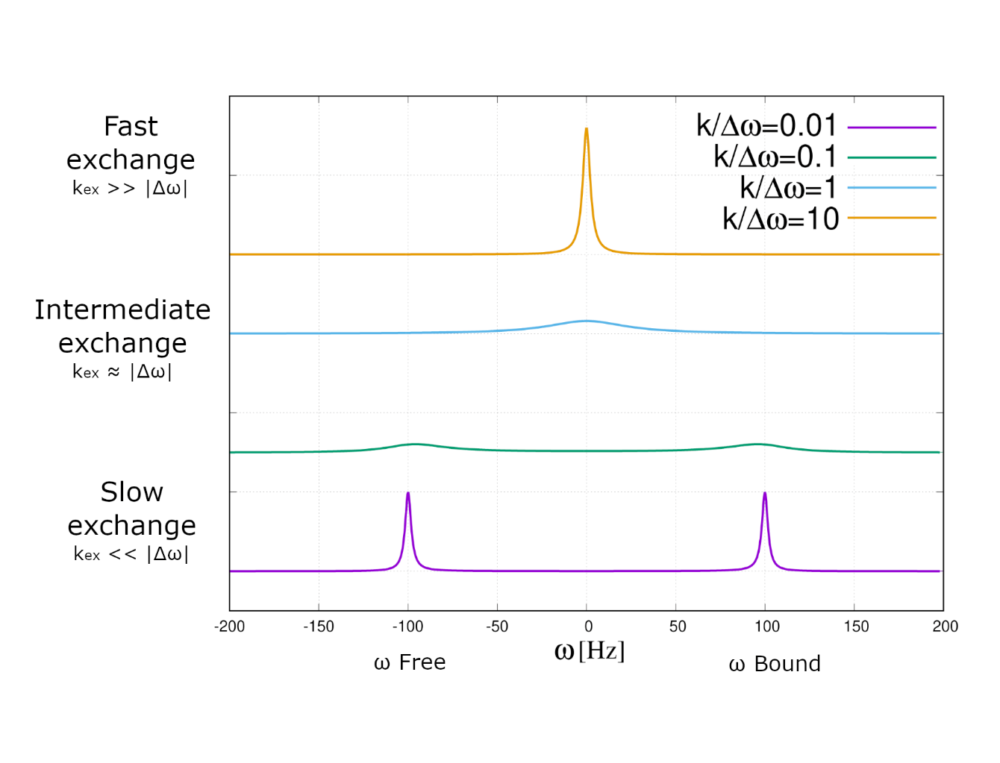 Fast
exchange
kex >> |Δω|
k/Δω=0.01
k/Δω=0.1
k/Δω=1
k/Δω=10
Intermediate
exchange
kex ≈ |Δω|
Slow
exchange
kex << |Δω|
-200 -150 -100 -50 0 50 100 150 200
ω[Hz]
ω Free
ω Bound